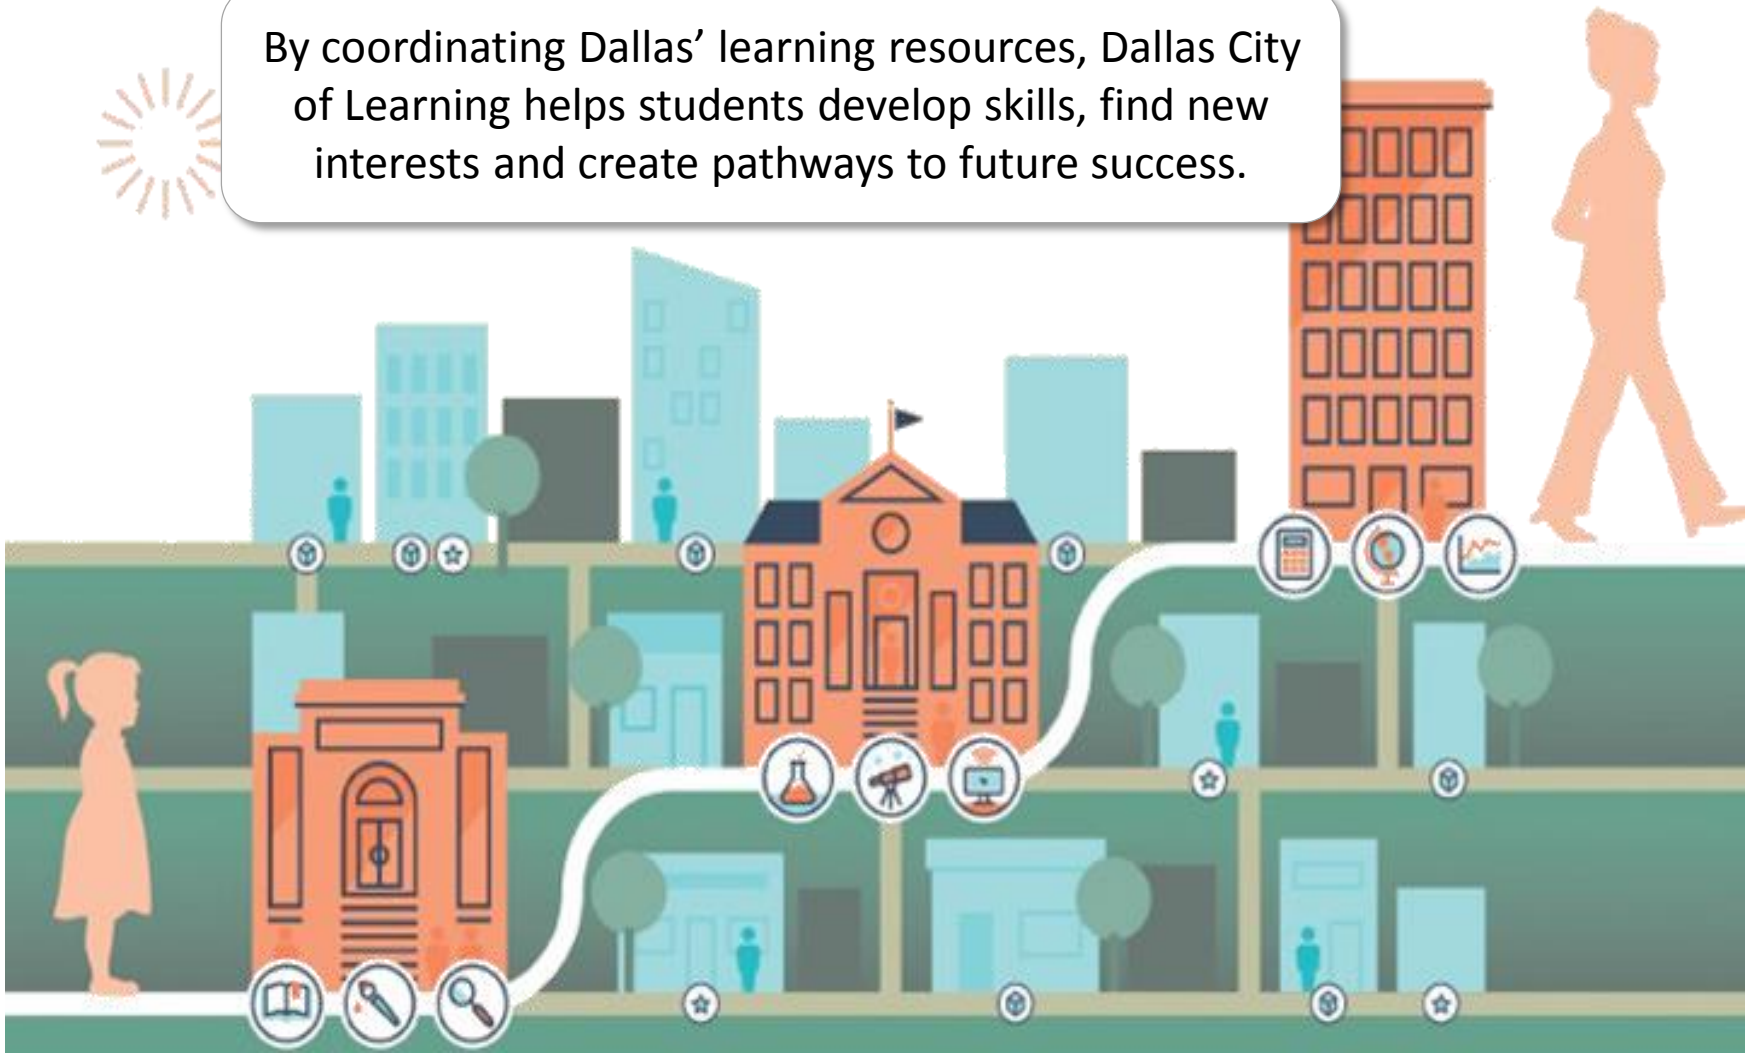 By coordinating Dallas’ learning resources, Dallas City
of Learning helps students develop skills, find new
interests and create pathways to future success.